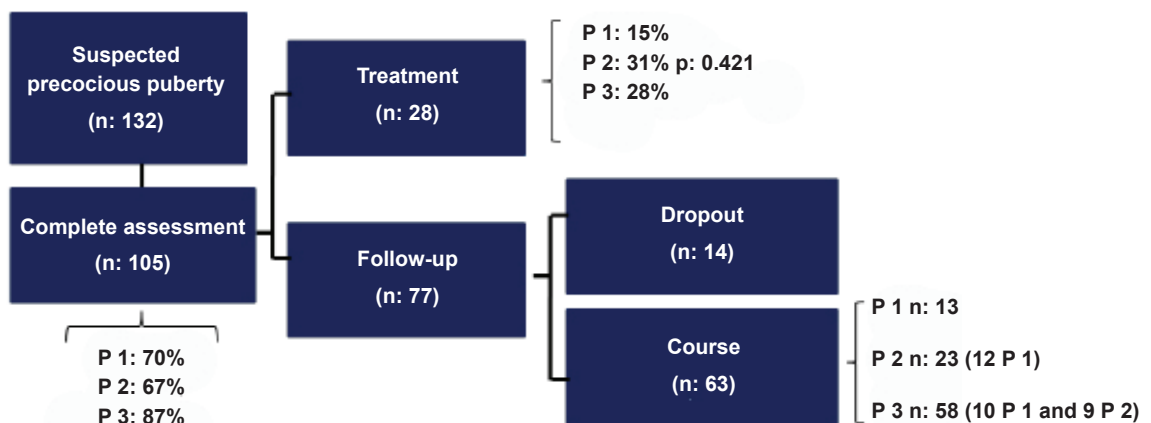 Suspected
precocious puberty
(n: 132)
Complete assessment
(n: 105)
P 1: 70%
P 2: 67%
P 3: 87%
Treatment
(n: 28)
P 1: 15%
P 2: 31% p: 0.421
P 3: 28%
Follow-up
(n: 77)
Dropout
(n: 14)
Course
(n: 63)
P 1 n: 13
P 2 n: 23 (12 P 1)
P 3 n: 58 (10 P 1 and 9 P 2)